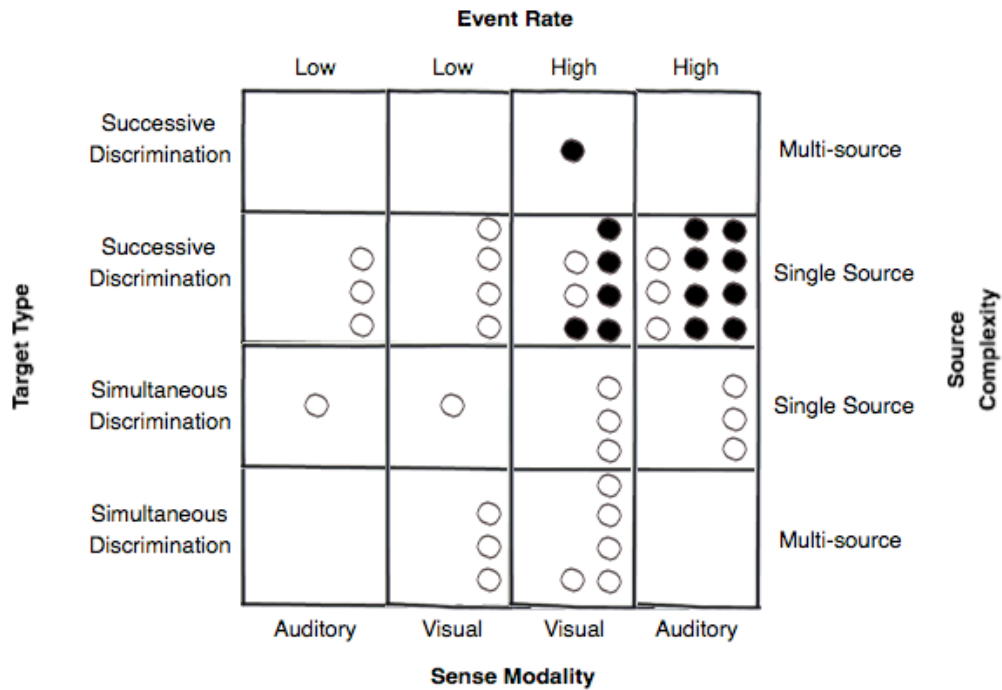 Event Rate
Low
Low
High
High
Successive
Discrimination
Multi-source
Successive
Discrimination
Single Source
Target Type
Source
Complexity
Simultaneous
Discrimination
Single Source
Simultaneous
Discrimination
Multi-source
Auditory
Visual
Visual
Auditory
Sense Modality